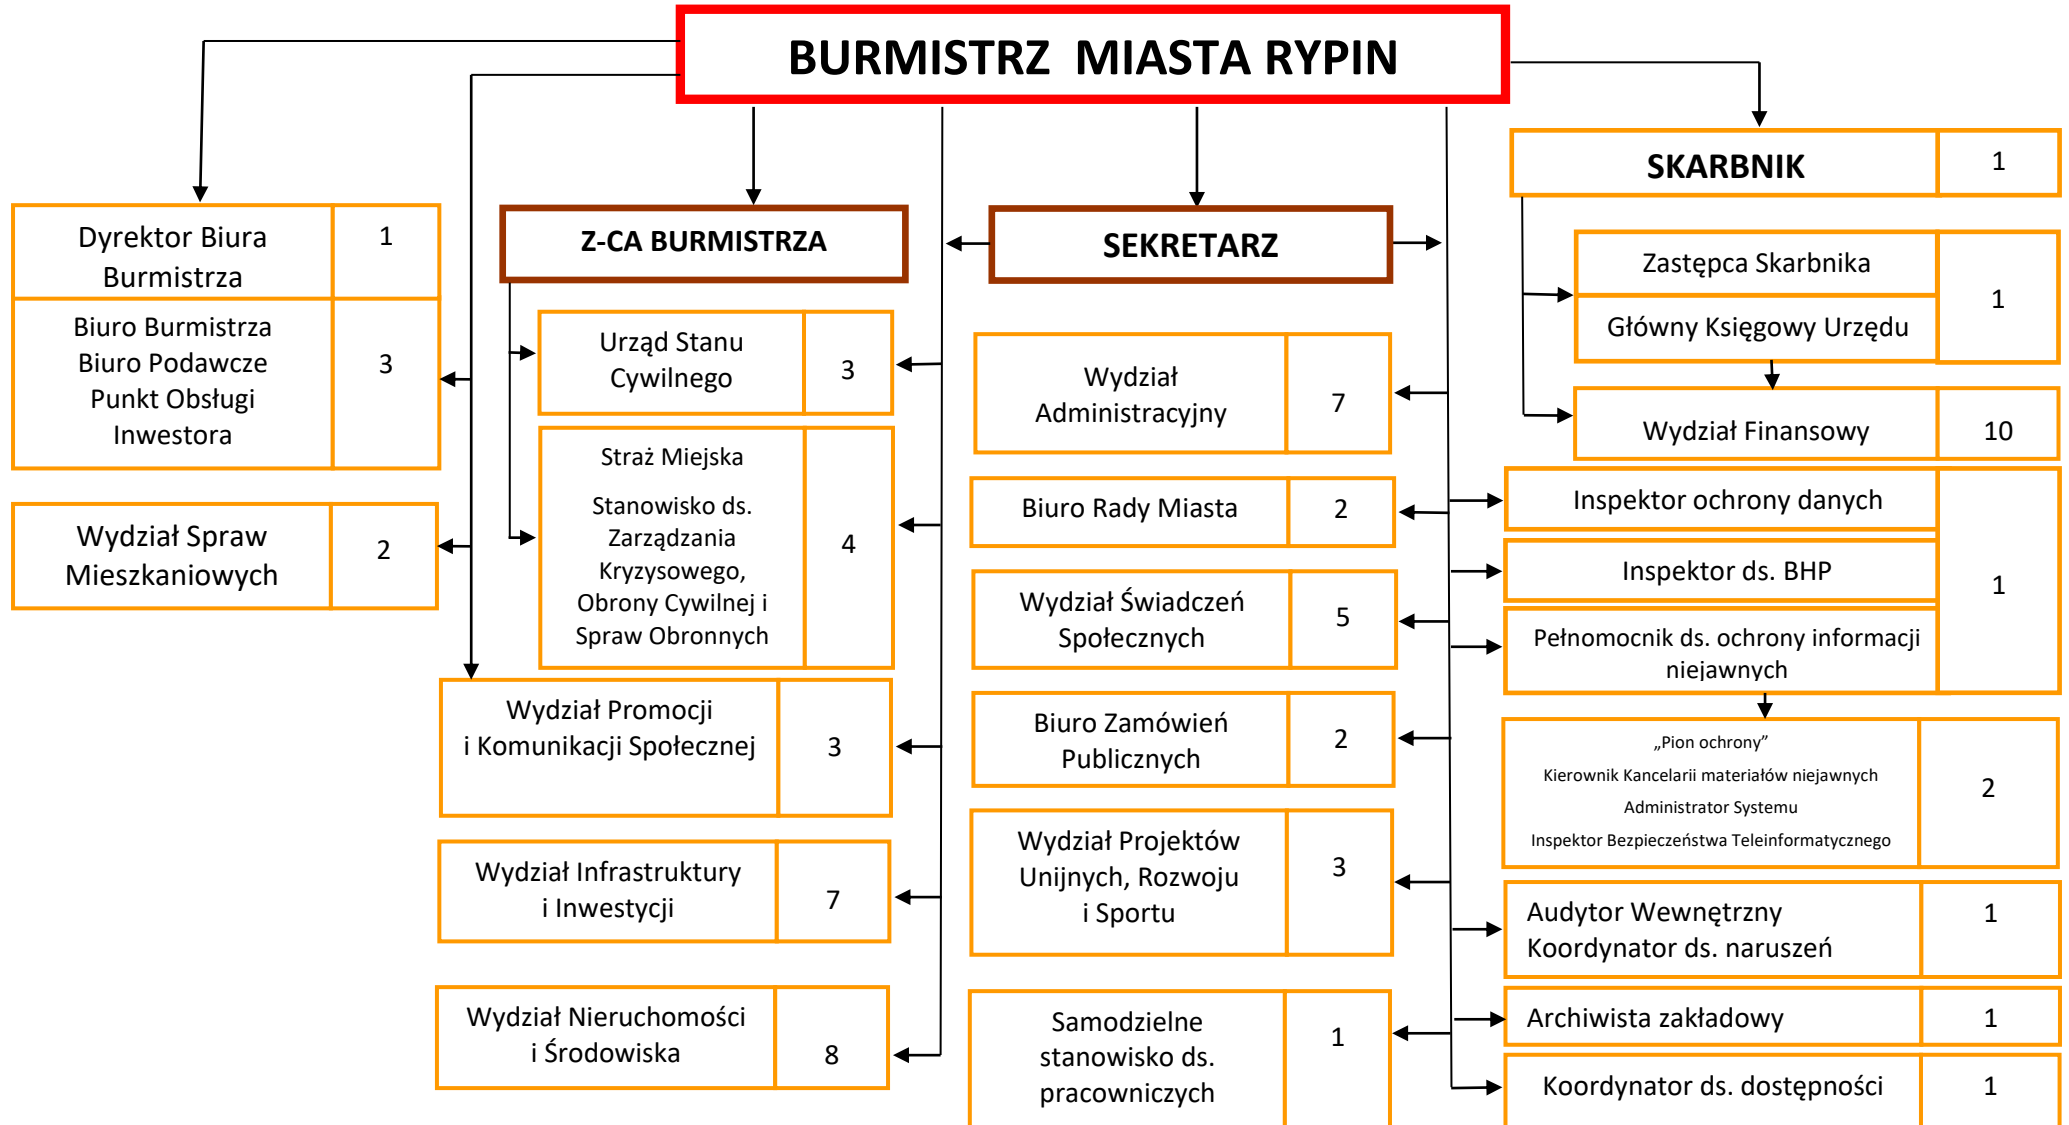 BURMISTRZ MIASTA RYPIN
Dyrektor Biura
Burmistrza
1
Biuro Burmistrza
Biuro Podawcze
Punkt Obsługi
Inwestora
3
Wydział Spraw
Mieszkaniowych
2
Z-CA BURMISTRZA
Urząd Stanu
Cywilnego
3
Straż Miejska
Stanowisko ds.
Zarządzania
Kryzysowego,
Obrony Cywilnej i
Spraw Obronnych
4
Wydział Promocji
i Komunikacji Społecznej
3
Wydział Infrastruktury
i Inwestycji
7
Wydział Nieruchomości
i Środowiska
8
SEKRETARZ
Wydział
Administracyjny
7
Biuro Rady Miasta
2
Wydział Świadczeń
Społecznych
5
Biuro Zamówień
Publicznych
2
Wydział Projektów
Unijnych, Rozwoju
i Sportu
3
Samodzielne
stanowisko ds.
pracowniczych
1
SKARBNIK
1
Zastępca Skarbnika
Główny Księgowy Urzędu
1
Wydział Finansowy
10
Inspektor ochrony danych
Inspektor ds. BHP
Pełnomocnik ds. ochrony informacji
niejawnych
1
„Pion ochrony”
Kierownik Kancelarii materiałów niejawnych
Administrator Systemu
Inspektor Bezpieczeństwa Teleinformatycznego
2
Audytor Wewnętrzny
Koordynator ds. naruszeń
1
Archiwista zakładowy
1
Koordynator ds. dostępności
1